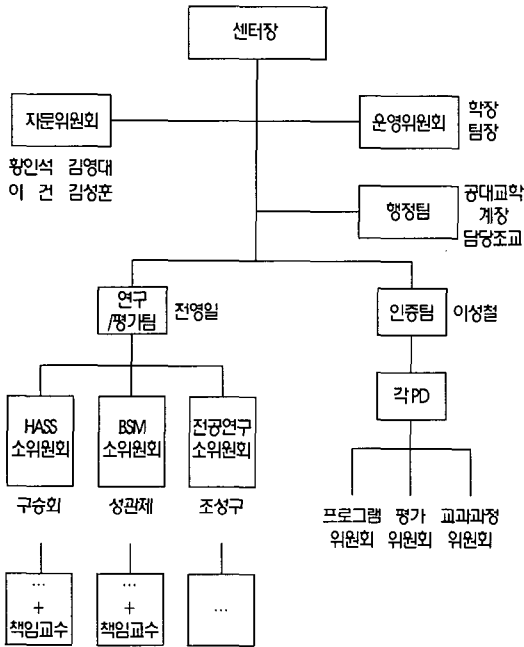 센터장
자문위원회
황인석 김영대
이 건 김성훈
운영위원회
학장
팀장
행정팀
공대교학
계장
담당조교
연구
/평가팀
전영일
인증팀
이성철
각PD
HASS
소위원회
구승회
BSM
소위원회
성관제
전공연구
소위원회
조성구
프로그램
위원회
평가
위원회
교과과정
위원회
...
+
책임교수
...
+
책임교수
...